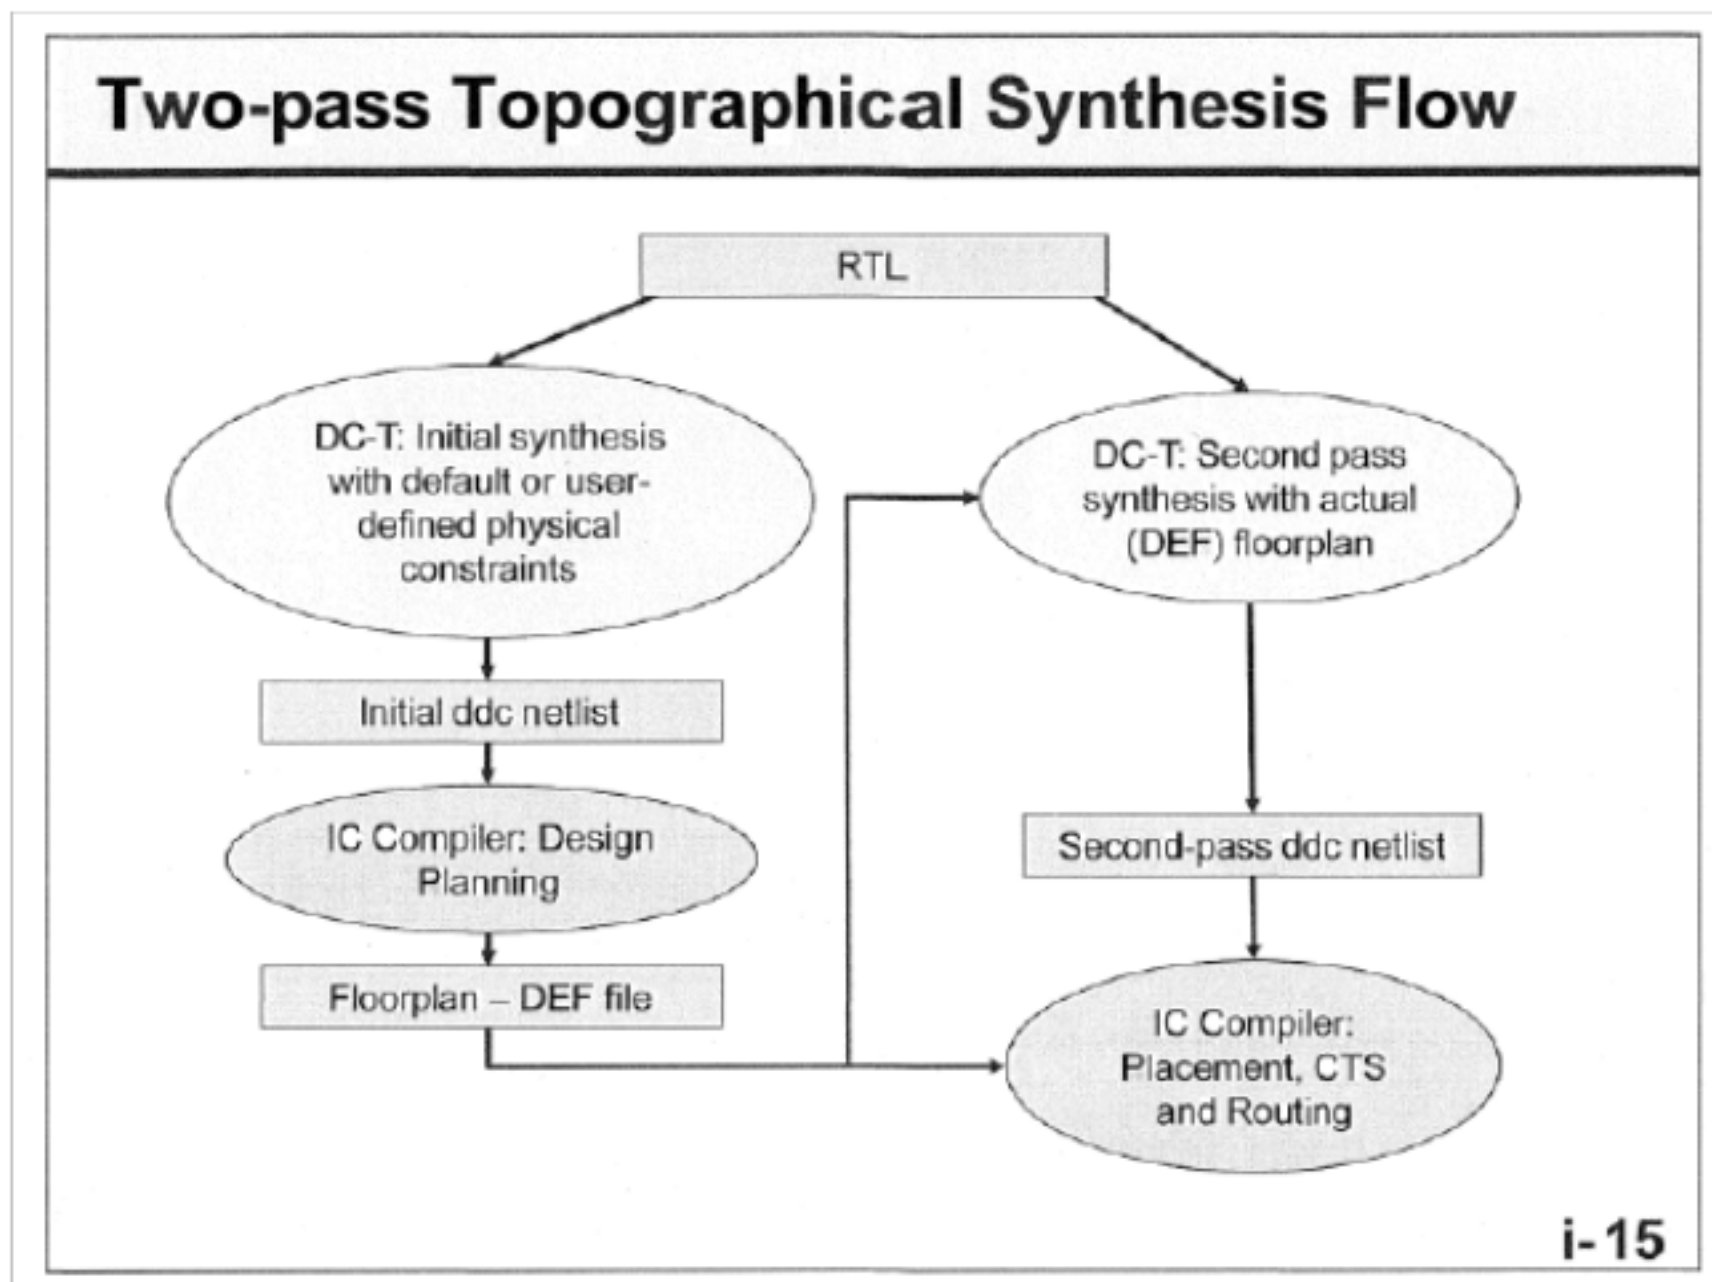 Two-pass Topographical Synthesis Flow
RTL
DC-T: Initial synthesis
with default or user-
defined physical
constraints
DC-T: Second pass
synthesis with actual
(DEF) floorplan
Initial ddc netlist
IC Compiler: Design
Planning
Second-pass ddc netlist
Floorplan – DEF file
IC Compiler:
Placement, CTS
and Routing
i-15